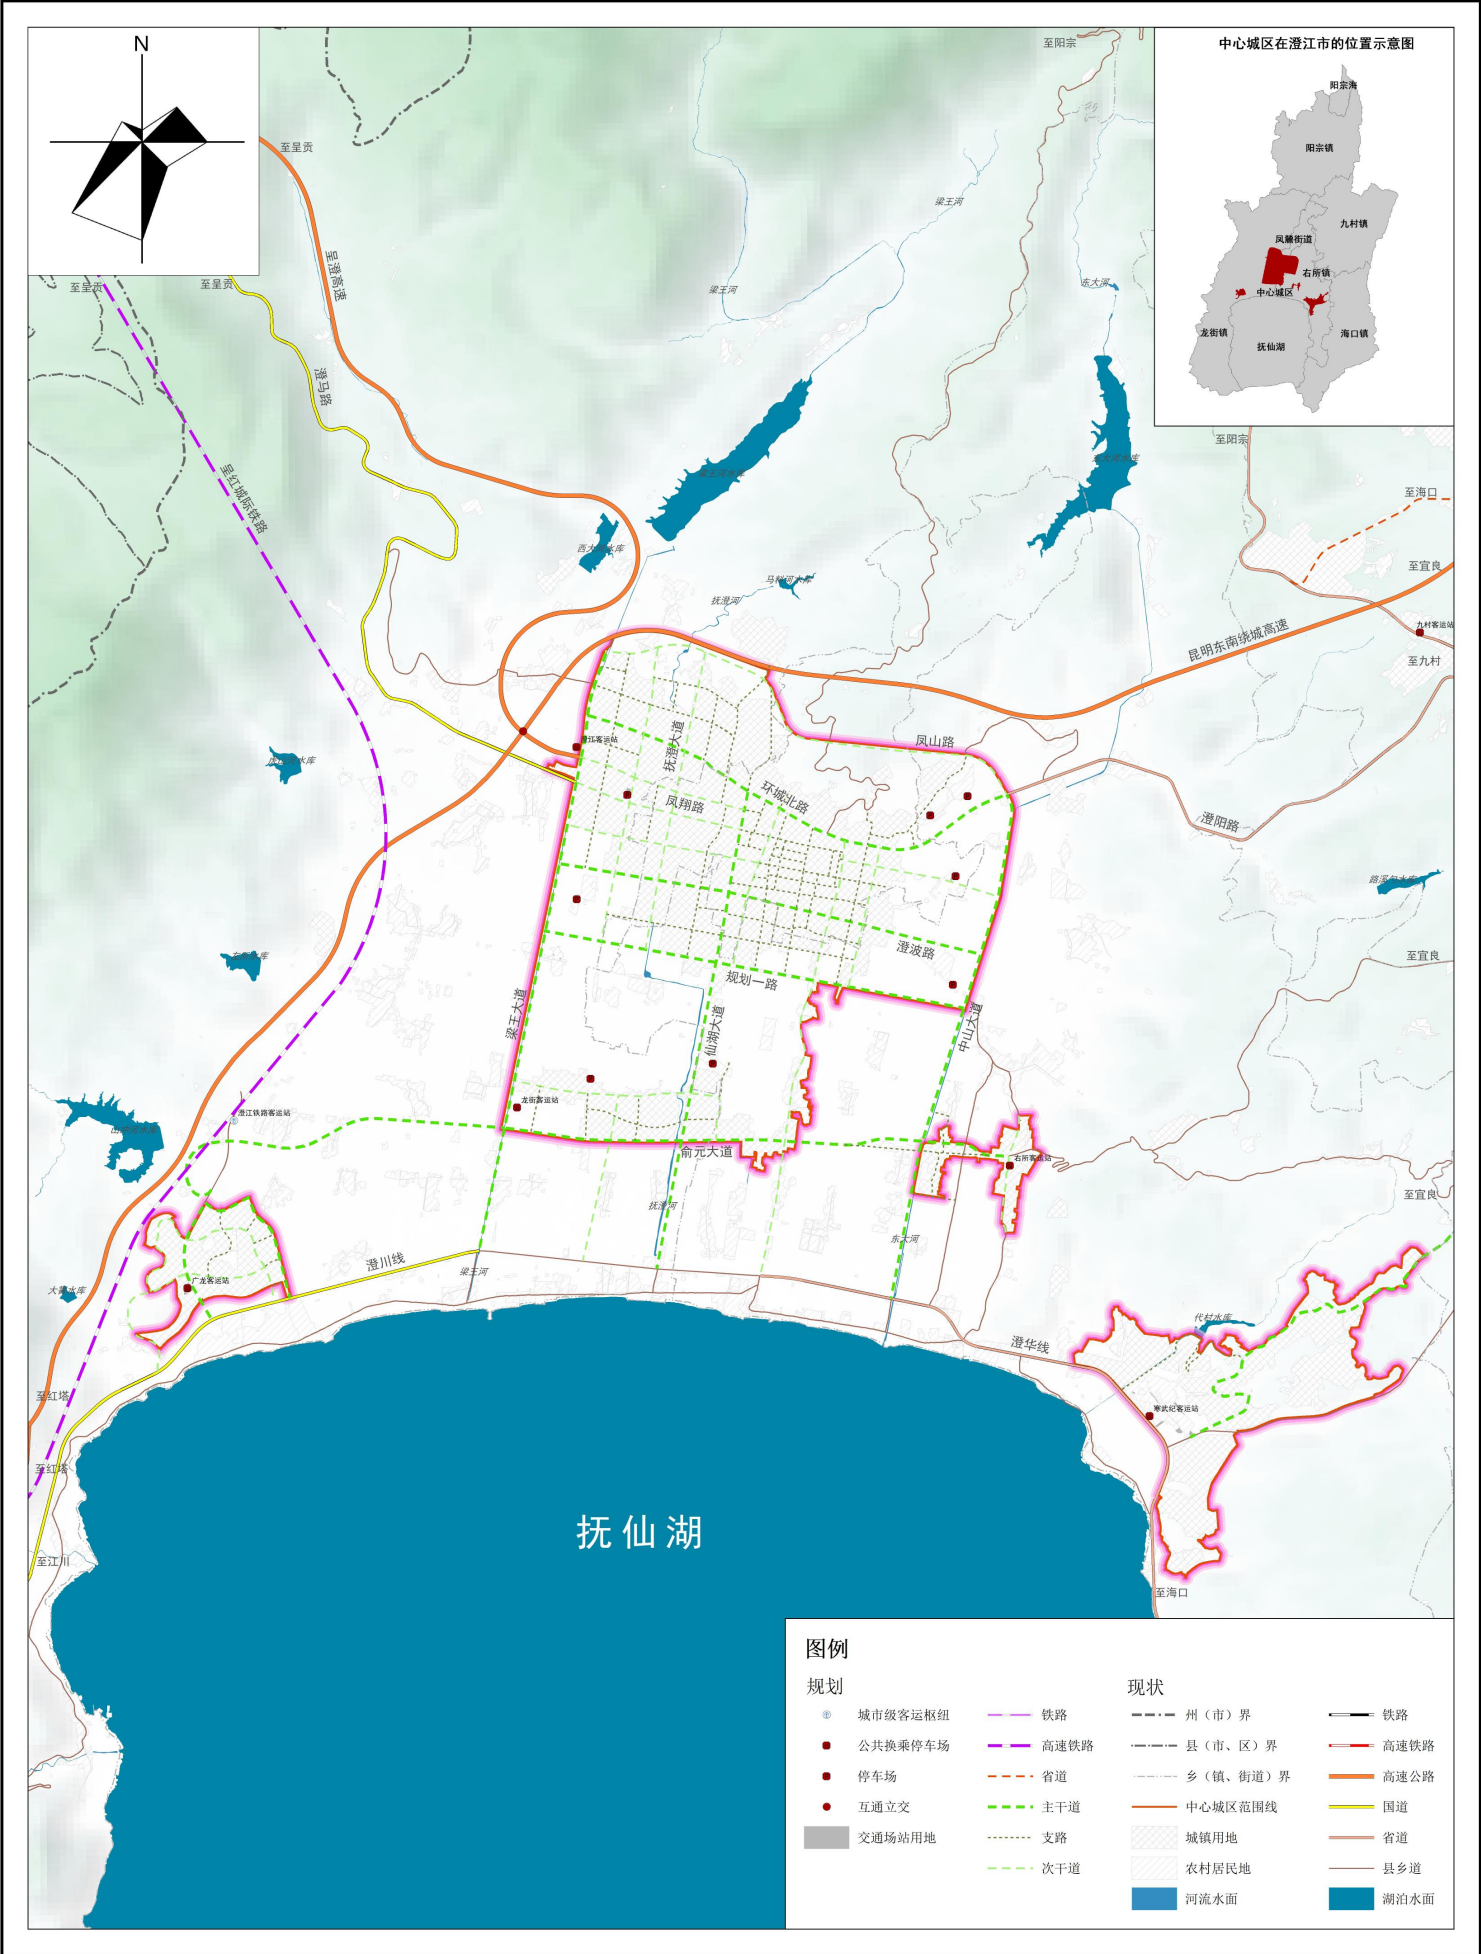 N
中心城区在澄江市的位置示意图
阳宗海
阳宗镇
九村镇
凤麓街道
右所镇
中心城区
龙街镇
海口镇
抚仙湖
至阳宗
至呈贡
至呈贡
至呈贡
呈澄高速
澄马路
呈红城际铁路
梁王河
梁王河
东大河
至阳宗
至海口
至宜良
九村客运站
至九村
昆明东南绕城高速
梁王河水库
东大河水库
西大河水库
马料河水库
抚澄河
澄江客运站
抚澄大道
凤山路
环城北路
凤翔路
澄阳路
澄波路
规划一路
仙湖大道
梁王大道
中山大道
至宜良
澄江铁路客运站
龙街客运站
俞元大道
右所客运站
至宜良
抚澄河
东大河
澄川线
梁王河
广龙客运站
澄华线
代村水库
寒武纪客运站
至红塔
至红塔
至江川
抚仙湖
至海口
图例
规划
现状
城市级客运枢纽
铁路
州（市）界
铁路
公共换乘停车场
高速铁路
县（市、区）界
高速铁路
停车场
省道
乡（镇、街道）界
高速公路
互通立交
主干道
中心城区范围线
国道
交通场站用地
支路
城镇用地
省道
次干道
农村居民地
县乡道
河流水面
湖泊水面